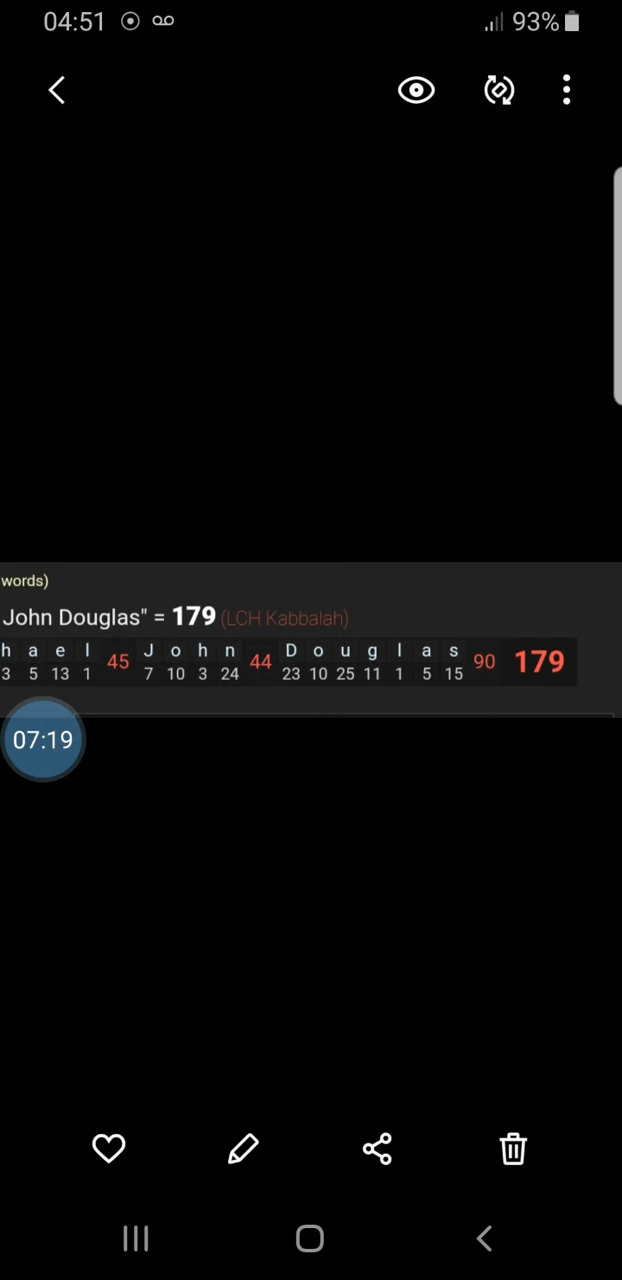 04:51 93%
words)
John Douglas" = 179 (LCH Kabbalah)
h a e l 45 J o h n 44 D o u g l a s 90 179
3 5 13 1 7 10 3 24 23 10 25 11 1 5 15
07:19